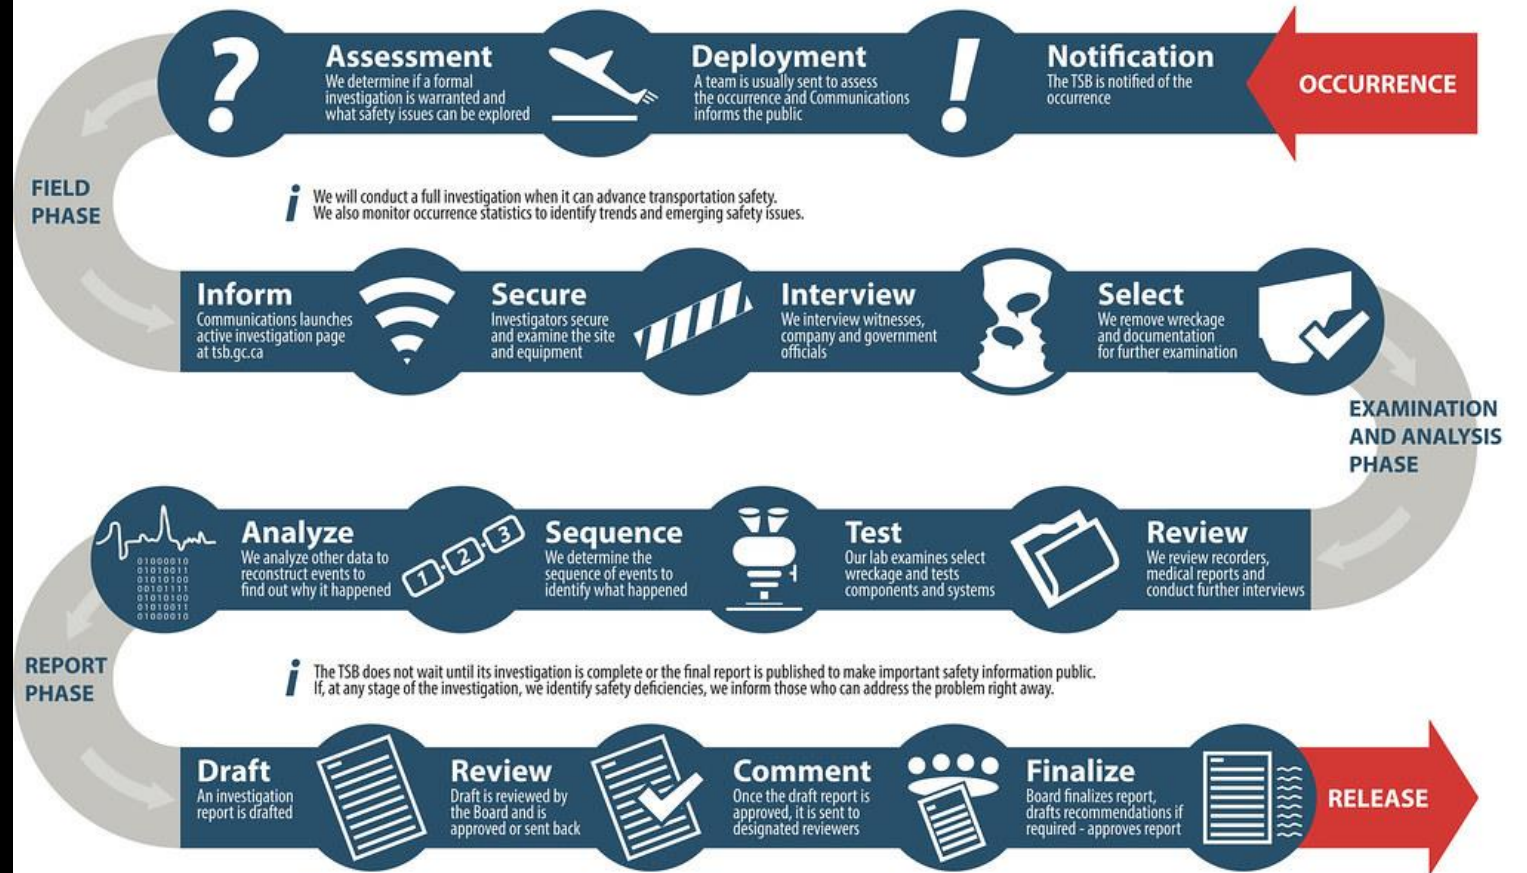 OCCURRENCE
Notification
The TSB is notified of the
occurrence
Deployment
A team is usually sent to assess
the occurrence and Communications
informs the public
!
Assessment
We determine if a formal
investigation is warranted and
what safety issues can be explored
?
FIELD
PHASE
i
We will conduct a full investigation when it can advance transportation safety.
We also monitor occurrence statistics to identify trends and emerging safety issues.
Inform
Communications launches
active investigation page
at tsb.gc.ca
Secure
Investigators secure
and examine the site
and equipment
Interview
We interview witnesses,
company and government
officials
Select
We remove wreckage
and documentation
for further examination
EXAMINATION
AND ANALYSIS
PHASE
Review
We review recorders,
medical reports and
conduct further interviews
Test
Our lab examines select
wreckage and tests
components and systems
Sequence
We determine the
sequence of events to
identify what happened
1 2 3
Analyze
We analyze other data to
reconstruct events to
find out why it happened
01000010
01010011
01010100
00101111
01010100
01010011
01000010
REPORT
PHASE
i
The TSB does not wait until its investigation is complete or the final report is published to make important safety information public.
If, at any stage of the investigation, we identify safety deficiencies, we inform those who can address the problem right away.
Draft
An investigation
report is drafted
Review
Draft is reviewed by
the Board and is
approved or sent back
Comment
Once the draft report is
approved, it is sent to
designated reviewers
Finalize
Board finalizes report,
drafts recommendations if
required - approves report
RELEASE